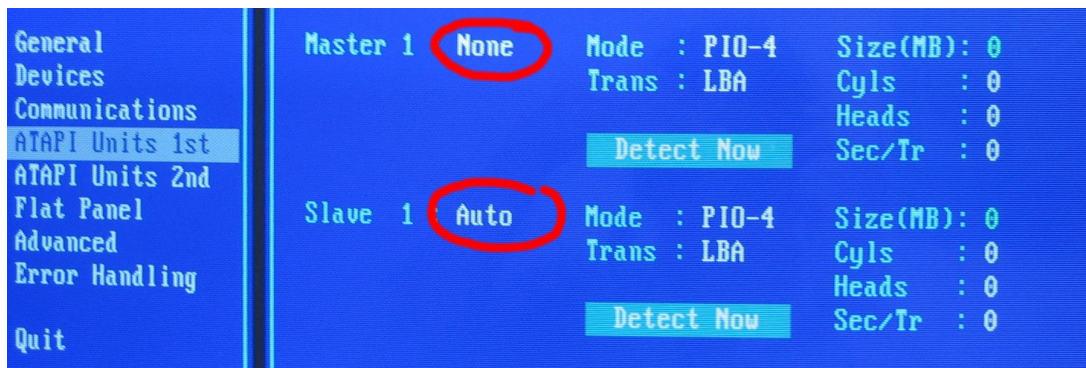 General
Devices
Communications
ATAPI Units 1st
ATAPI Units 2nd
Flat Panel
Advanced
Error Handling
Quit
Master 1 None Mode : PIO-4 Size(MB): 0
Trans : LBA Cyls : 0
Heads : 0
Detect Now Sec/Tr : 0
Slave 1 : Auto Mode : PIO-4 Size(MB): 0
Trans : LBA Cyls : 0
Heads : 0
Detect Now Sec/Tr : 0